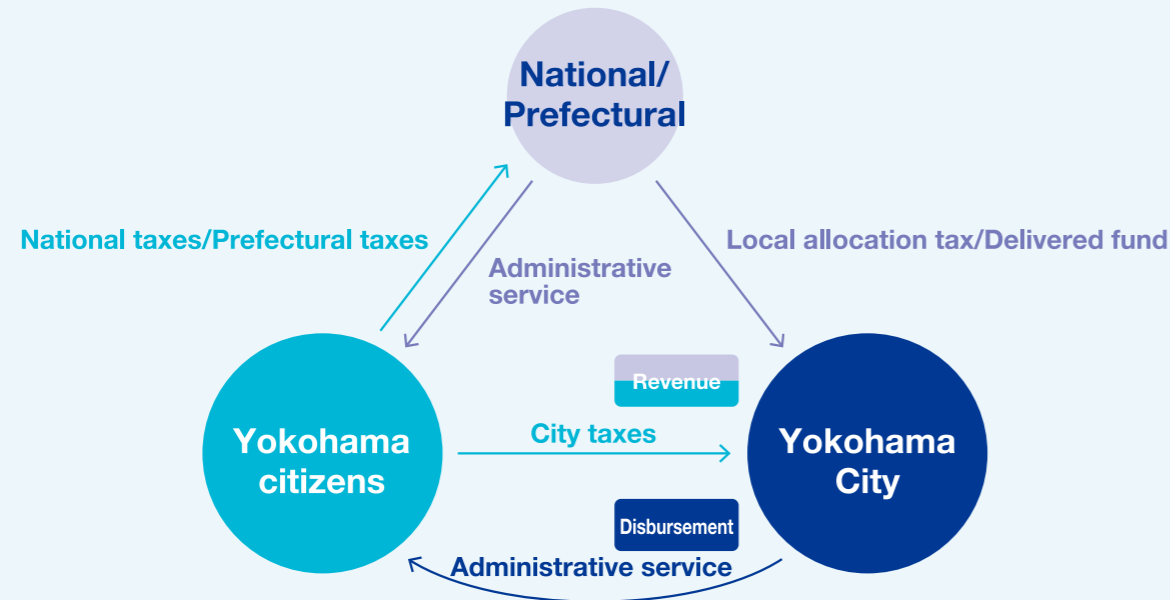 National/
Prefectural
National taxes/Prefectural taxes
Local allocation tax/Delivered fund
Administrative
service
Revenue
City taxes
Yokohama
citizens
Yokohama
City
Disbursement
Administrative service